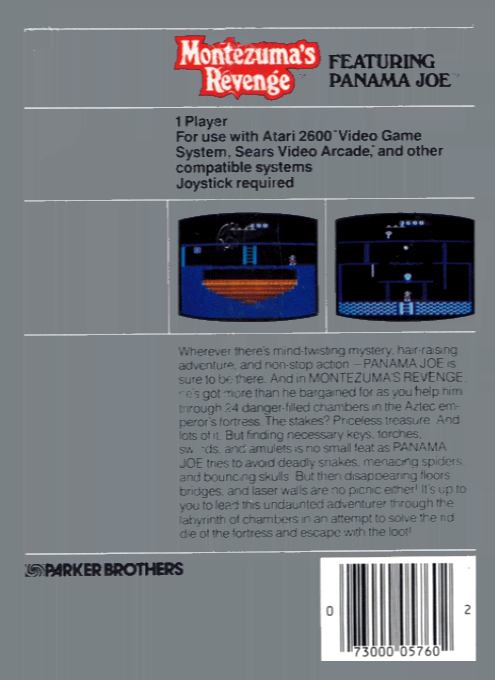 Montezuma's
Revenge
FEATURING
PANAMA JOE™
1 Player
For use with Atari 2600™ Video Game
System, Sears Video Arcade,™ and other
compatible systems
Joystick required
Wherever there's mind-twisting mystery, hair-raising
adventure, and non-stop action — PANAMA JOE is
sure to be there. And in MONTEZUMA'S REVENGE,
he's got more than he bargained for as you help him
through 24 danger-filled chambers in the Aztec em-
peror's fortress. The stakes? Priceless treasure. And
lots of it. But finding necessary keys, torches,
swords, and amulets is no small feat as PANAMA
JOE tries to avoid deadly snakes, menacing spiders,
and bouncing skulls. But then disappearing floors,
bridges, and laser walls are no picnic either! It's up to
you to lead this undaunted adventurer through the
labyrinth of chambers in an attempt to solve the rid-
dle of the fortress and escape with the loot!
PARKER BROTHERS
0 73000 05760 2